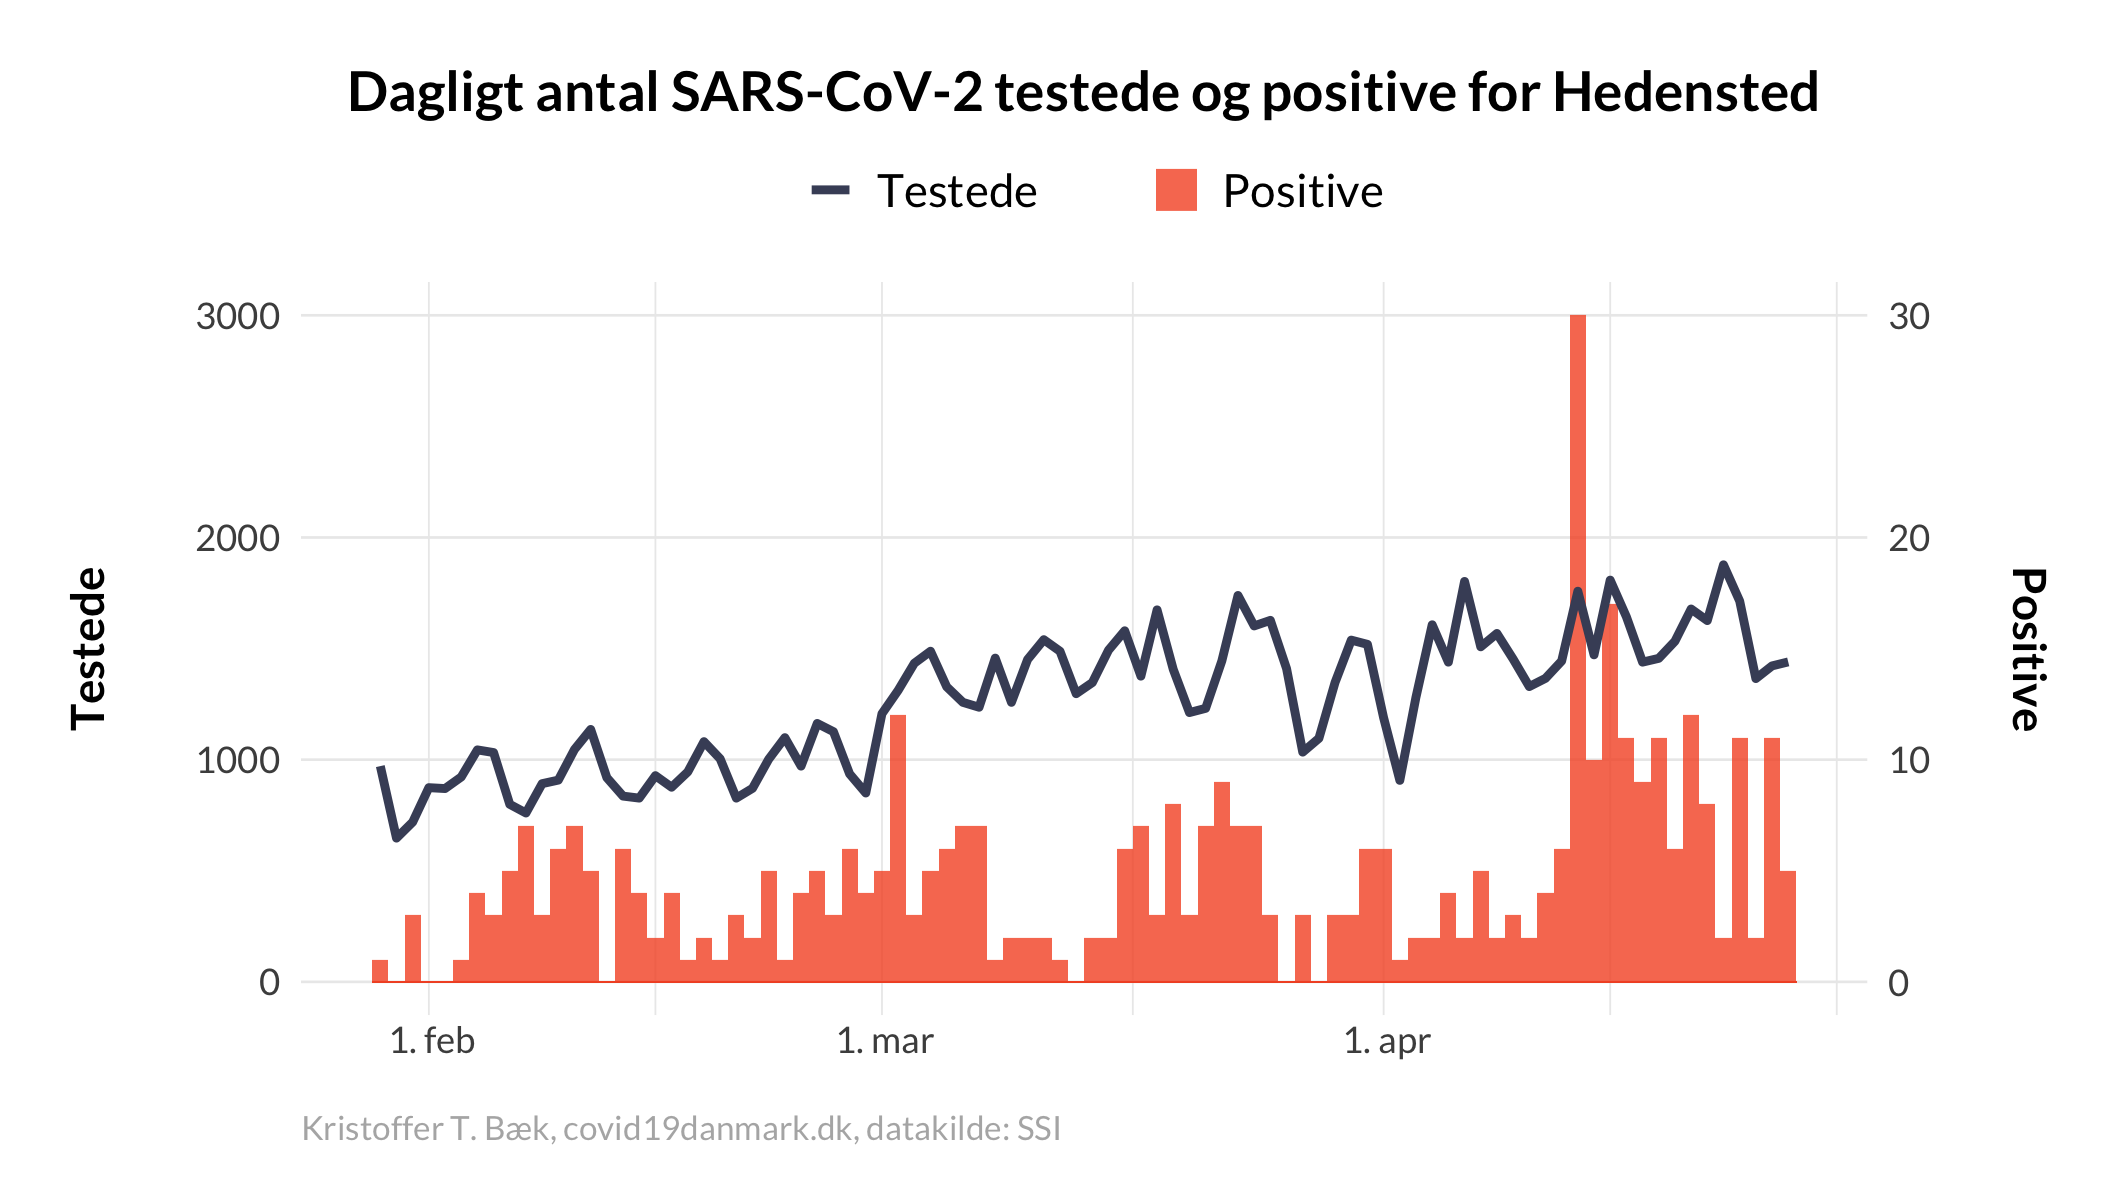 Dagligt antal SARS-CoV-2 testede og positive for Hedensted
Testede
Positive
3000
2000
1000
0
30
20
10
0
Testede
Positive
1. feb
1. mar
1. apr
Kristoffer T. Bæk, covid19danmark.dk, datakilde: SSI